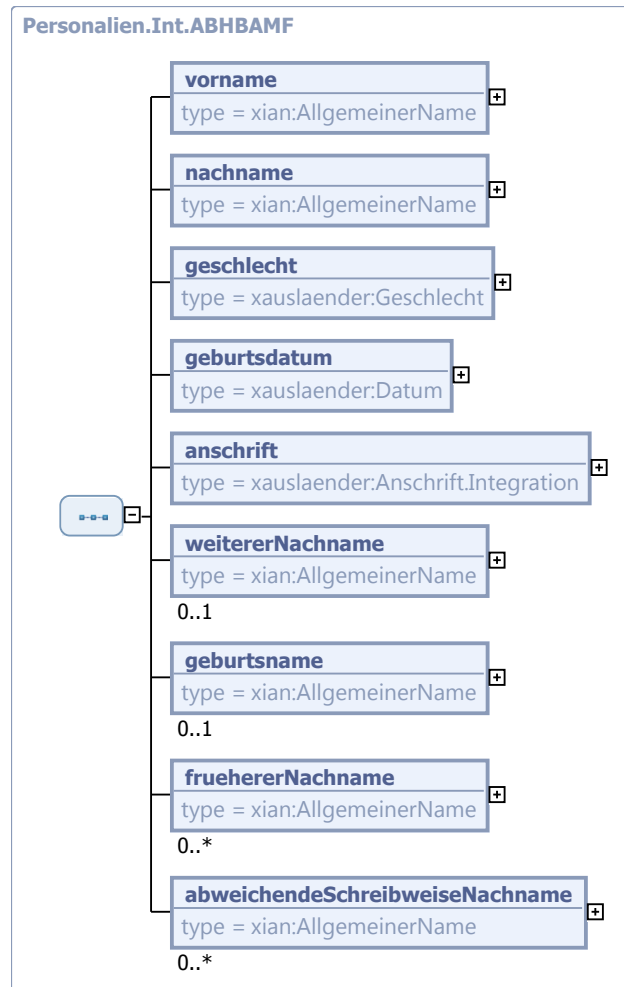 Personalien.Int.ABHBAMF
vorname
type = xian:AllgemeinerName
nachname
type = xian:AllgemeinerName
geschlecht
type = xauslaender:Geschlecht
geburtsdatum
type = xauslaender:Datum
anschrift
type = xauslaender:Anschrift.Integration
weitererNachname
type = xian:AllgemeinerName
0..1
geburtsname
type = xian:AllgemeinerName
0..1
fruehererNachname
type = xian:AllgemeinerName
0..*
abweichendeSchreibweiseNachname
type = xian:AllgemeinerName
0..*